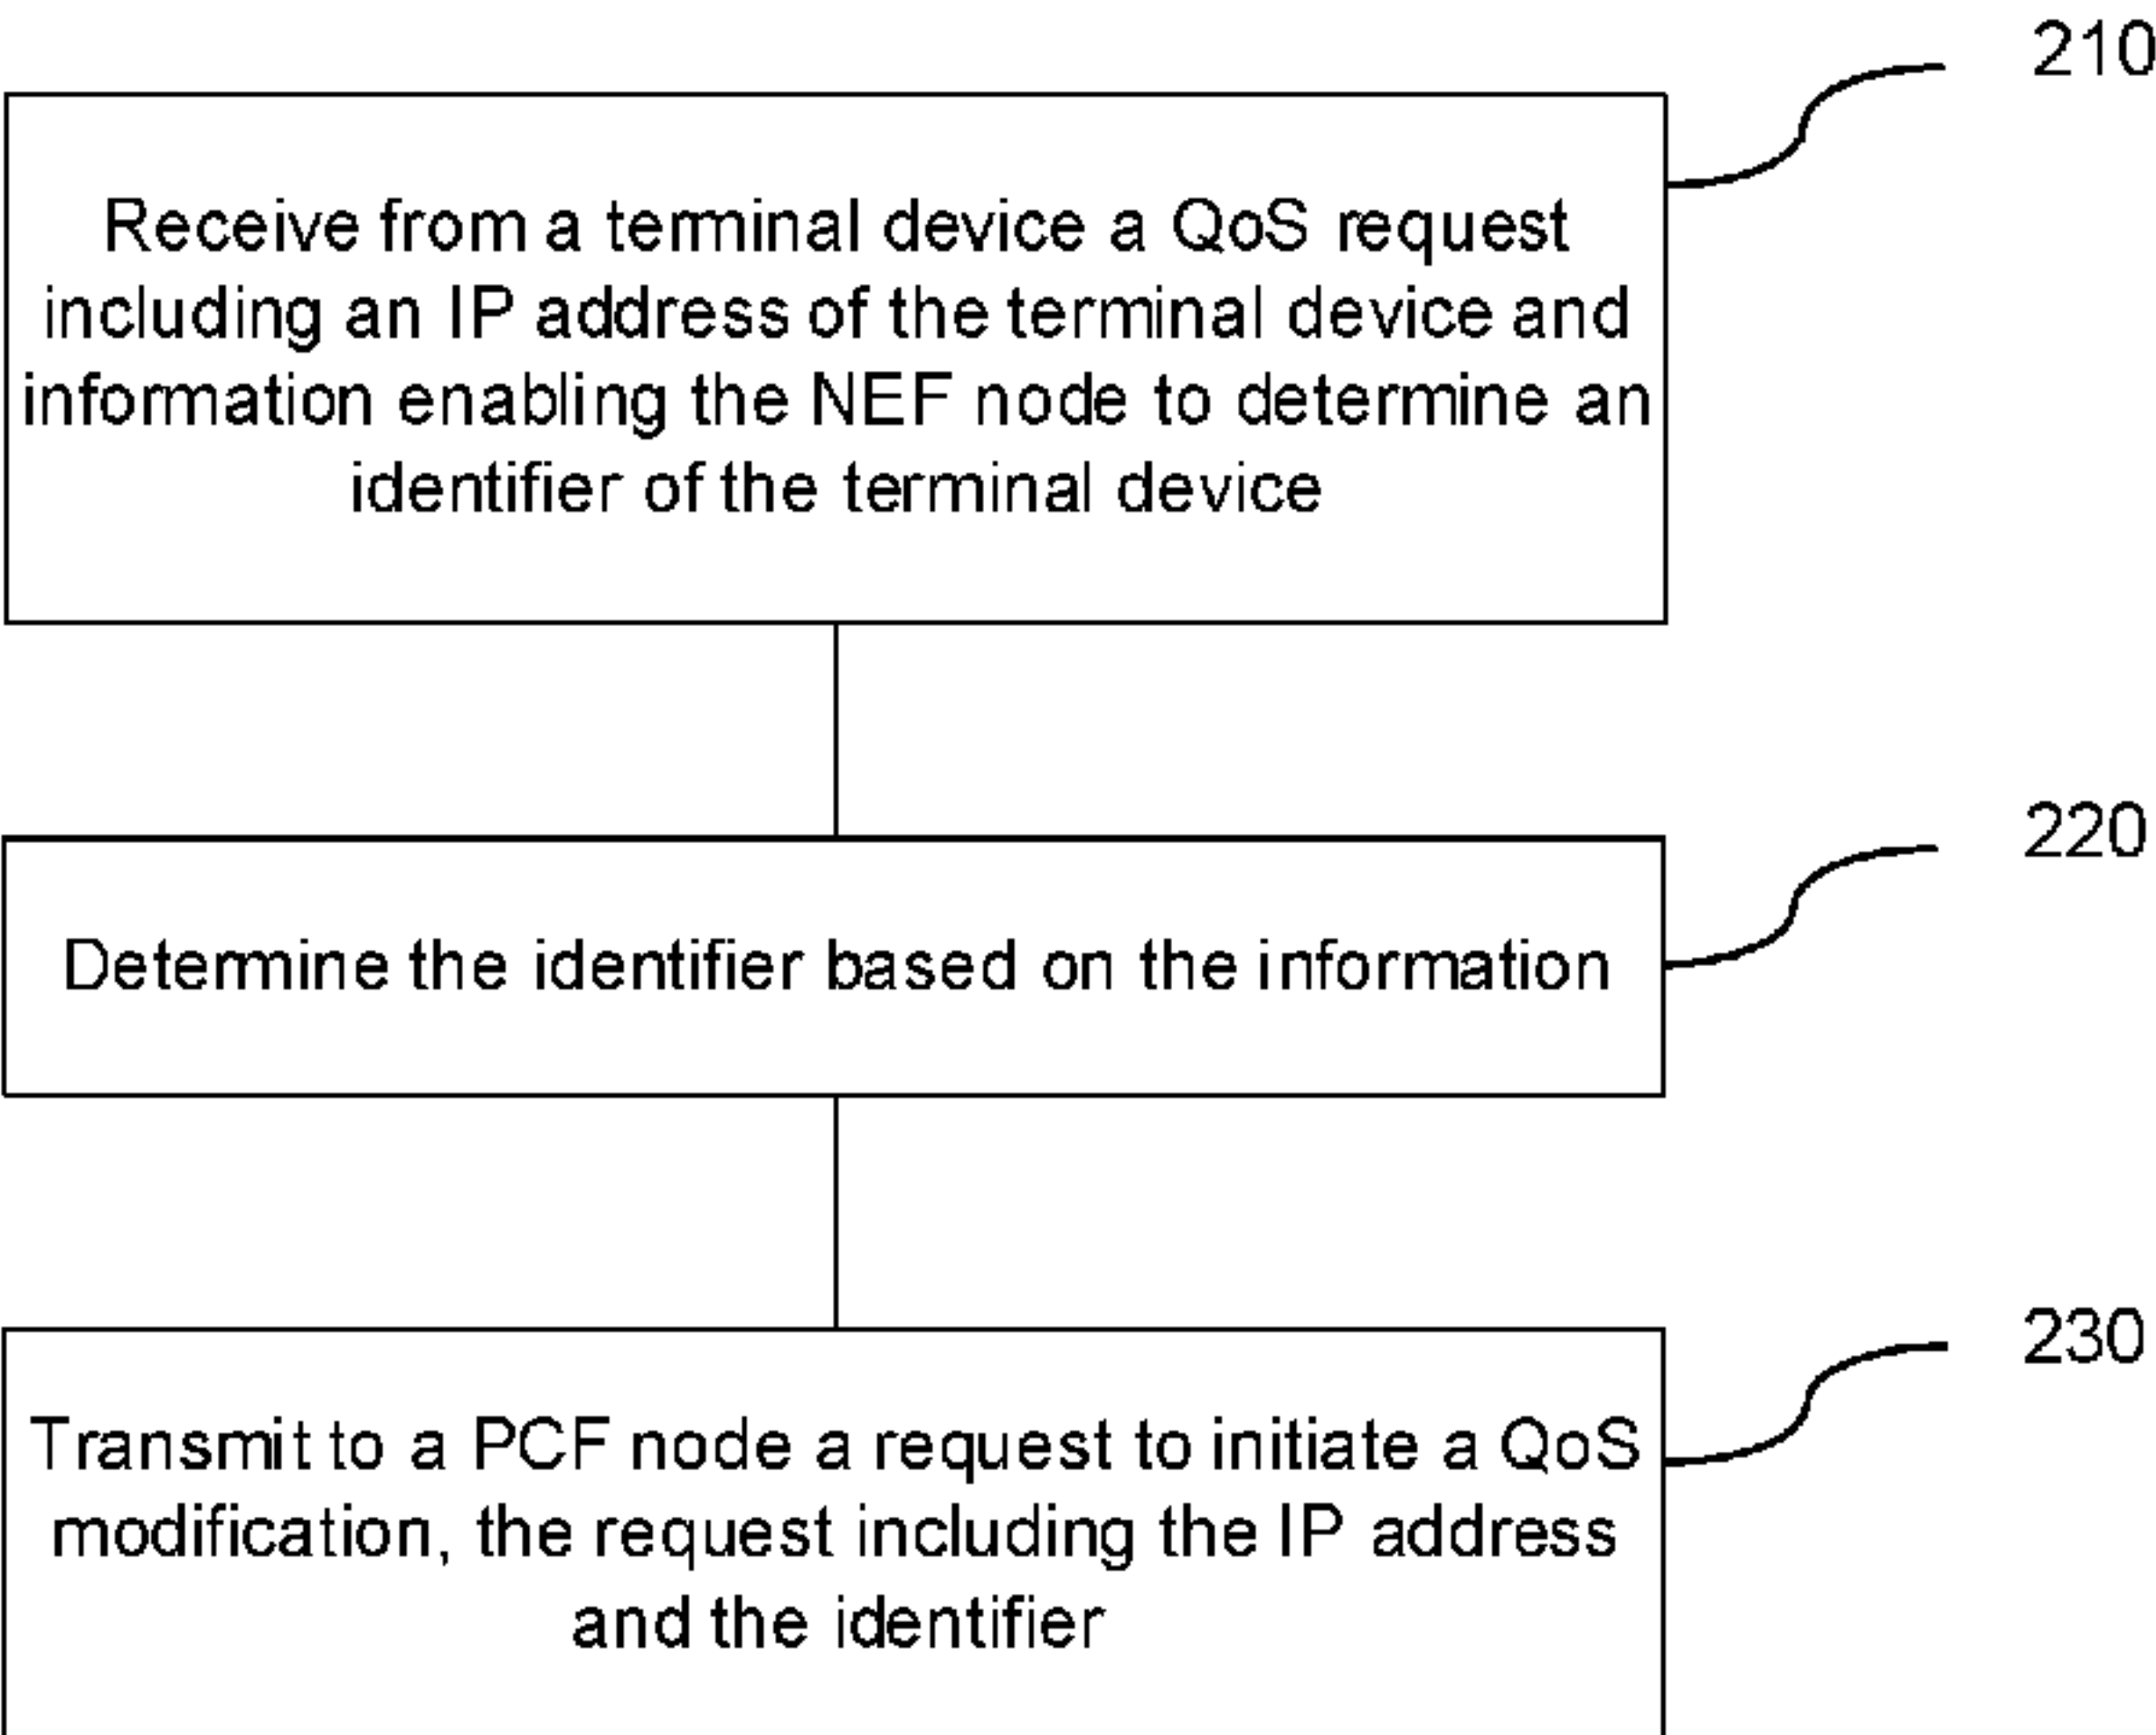 210
Receive from a terminal device a QoS request
including an IP address of the terminal device and
information enabling the NEF node to determine an
identifier of the terminal device
220
Determine the identifier based on the information
230
Transmit to a PCF node a request to initiate a QoS
modification, the request including the IP address
and the identifier